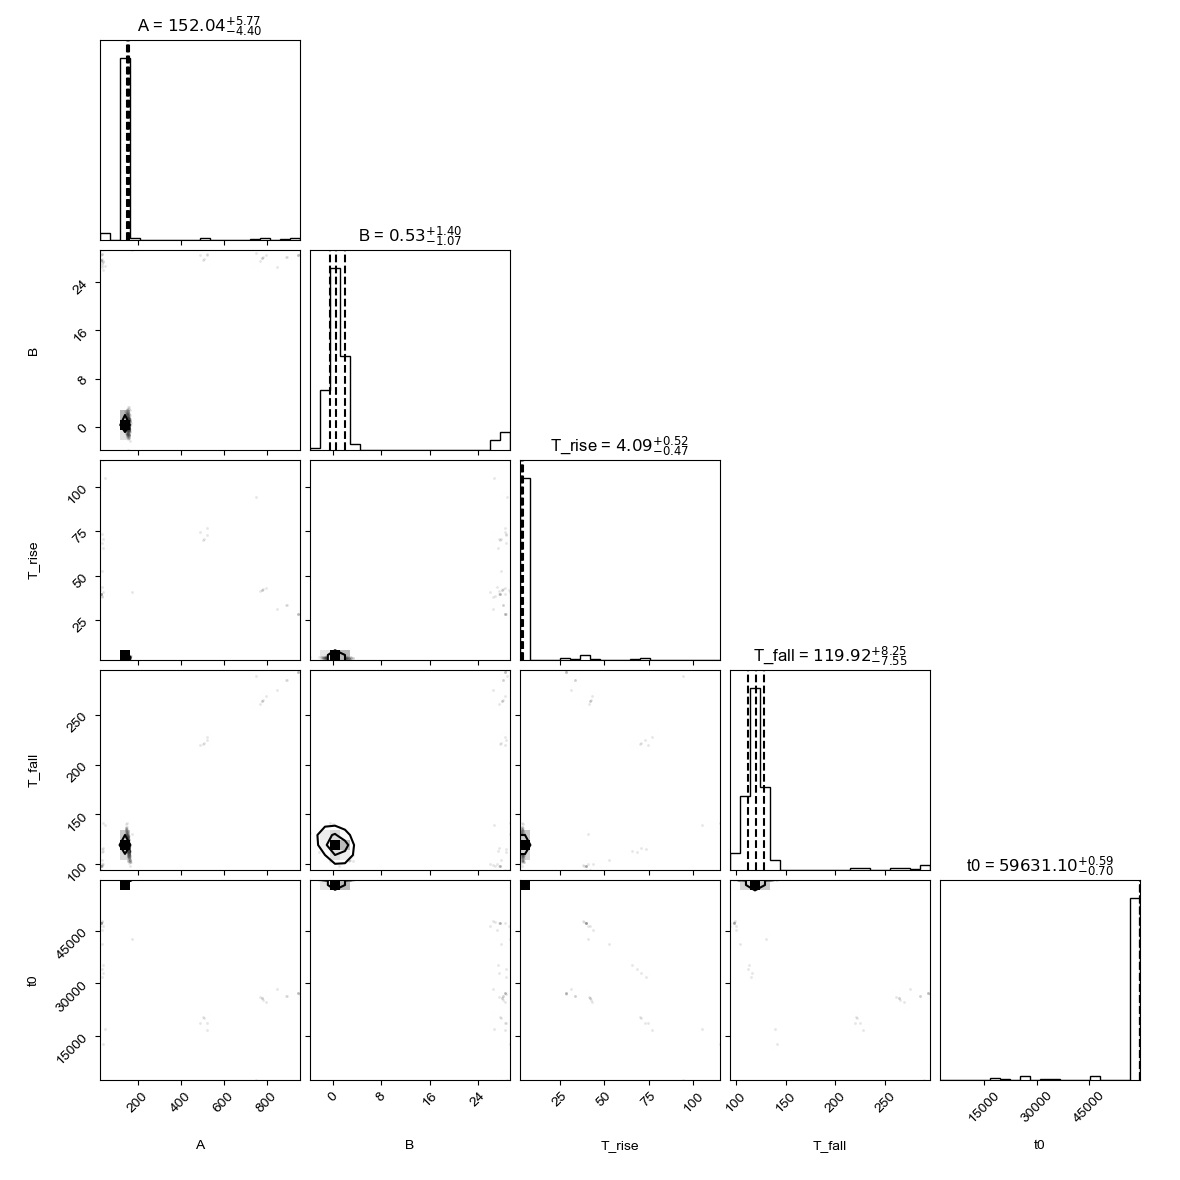 A = 152.04+5.77−4.40
B = 0.53+1.40−1.07
24
16
8
0
B
T_rise = 4.09+0.52−0.47
100
75
50
25
T_rise
T_fall = 119.92+8.25−7.55
250
200
150
100
T_fall
t0 = 59631.10+0.59−0.70
45000
30000
15000
t0
200 400 600 800
0 8 16 24
25 50 75 100
100 150 200 250
15000 30000 45000
A B T_rise T_fall t0